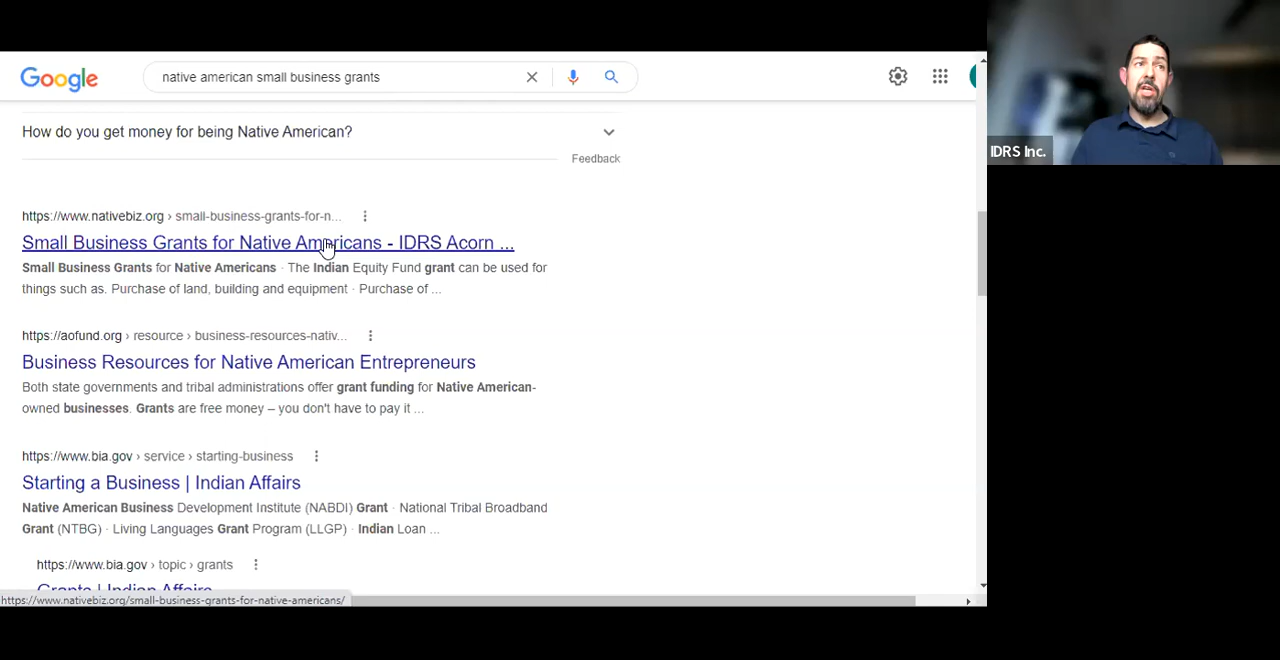 Google
native american small business grants
How do you get money for being Native American?
Feedback
https://www.nativebiz.org › small-business-grants-for-n...
Small Business Grants for Native Americans - IDRS Acorn ...
Small Business Grants for Native Americans · The Indian Equity Fund grant can be used for
things such as. Purchase of land, building and equipment · Purchase of ...
https://aofund.org › resource › business-resources-nativ...
Business Resources for Native American Entrepreneurs
Both state governments and tribal administrations offer grant funding for Native American-
owned businesses. Grants are free money – you don't have to pay it ...
https://www.bia.gov › service › starting-business
Starting a Business | Indian Affairs
Native American Business Development Institute (NABDI) Grant · National Tribal Broadband
Grant (NTBG) · Living Languages Grant Program (LLGP) · Indian Loan ...
https://www.bia.gov › topic › grants
Grants | Indian Affairs
https://www.nativebiz.org/small-business-grants-for-native-americans/
IDRS Inc.